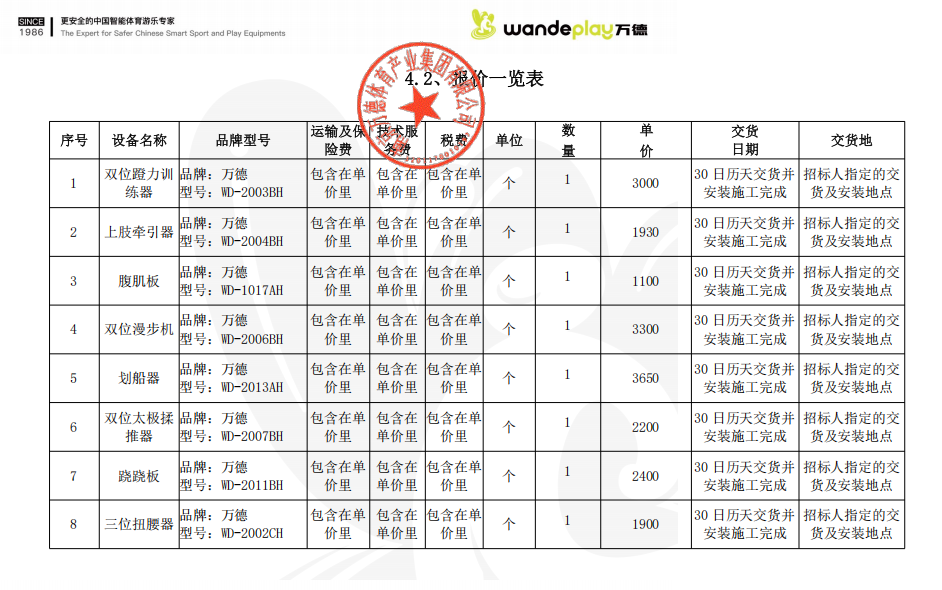 SINCE 1986
更安全的中国智能体育游乐专家
The Expert for Safer Chinese Smart Sport and Play Equipments
wandeplay万德
4.2、报价一览表
序号 设备名称 品牌型号 运输及保险费 技术服务费 税费 单位 数量 单价 交货日期 交货地
1 双位蹬力训练器 品牌：万德 型号：WD-2003BH 包含在单价里 包含在单价里 包含在单价里 个 1 3000 30 日历天交货并安装施工完成 招标人指定的交货及安装地点
2 上肢牵引器 品牌：万德 型号：WD-2004BH 包含在单价里 包含在单价里 包含在单价里 个 1 1930 30 日历天交货并安装施工完成 招标人指定的交货及安装地点
3 腹肌板 品牌：万德 型号：WD-1017AH 包含在单价里 包含在单价里 包含在单价里 个 1 1100 30 日历天交货并安装施工完成 招标人指定的交货及安装地点
4 双位漫步机 品牌：万德 型号：WD-2006BH 包含在单价里 包含在单价里 包含在单价里 个 1 3300 30 日历天交货并安装施工完成 招标人指定的交货及安装地点
5 划船器 品牌：万德 型号：WD-2013AH 包含在单价里 包含在单价里 包含在单价里 个 1 3650 30 日历天交货并安装施工完成 招标人指定的交货及安装地点
6 双位太极揉推器 品牌：万德 型号：WD-2007BH 包含在单价里 包含在单价里 包含在单价里 个 1 2200 30 日历天交货并安装施工完成 招标人指定的交货及安装地点
7 跷跷板 品牌：万德 型号：WD-2011BH 包含在单价里 包含在单价里 包含在单价里 个 1 2400 30 日历天交货并安装施工完成 招标人指定的交货及安装地点
8 三位扭腰器 品牌：万德 型号：WD-2002CH 包含在单价里 包含在单价里 包含在单价里 个 1 1900 30 日历天交货并安装施工完成 招标人指定的交货及安装地点
德体育产业集团有限公司